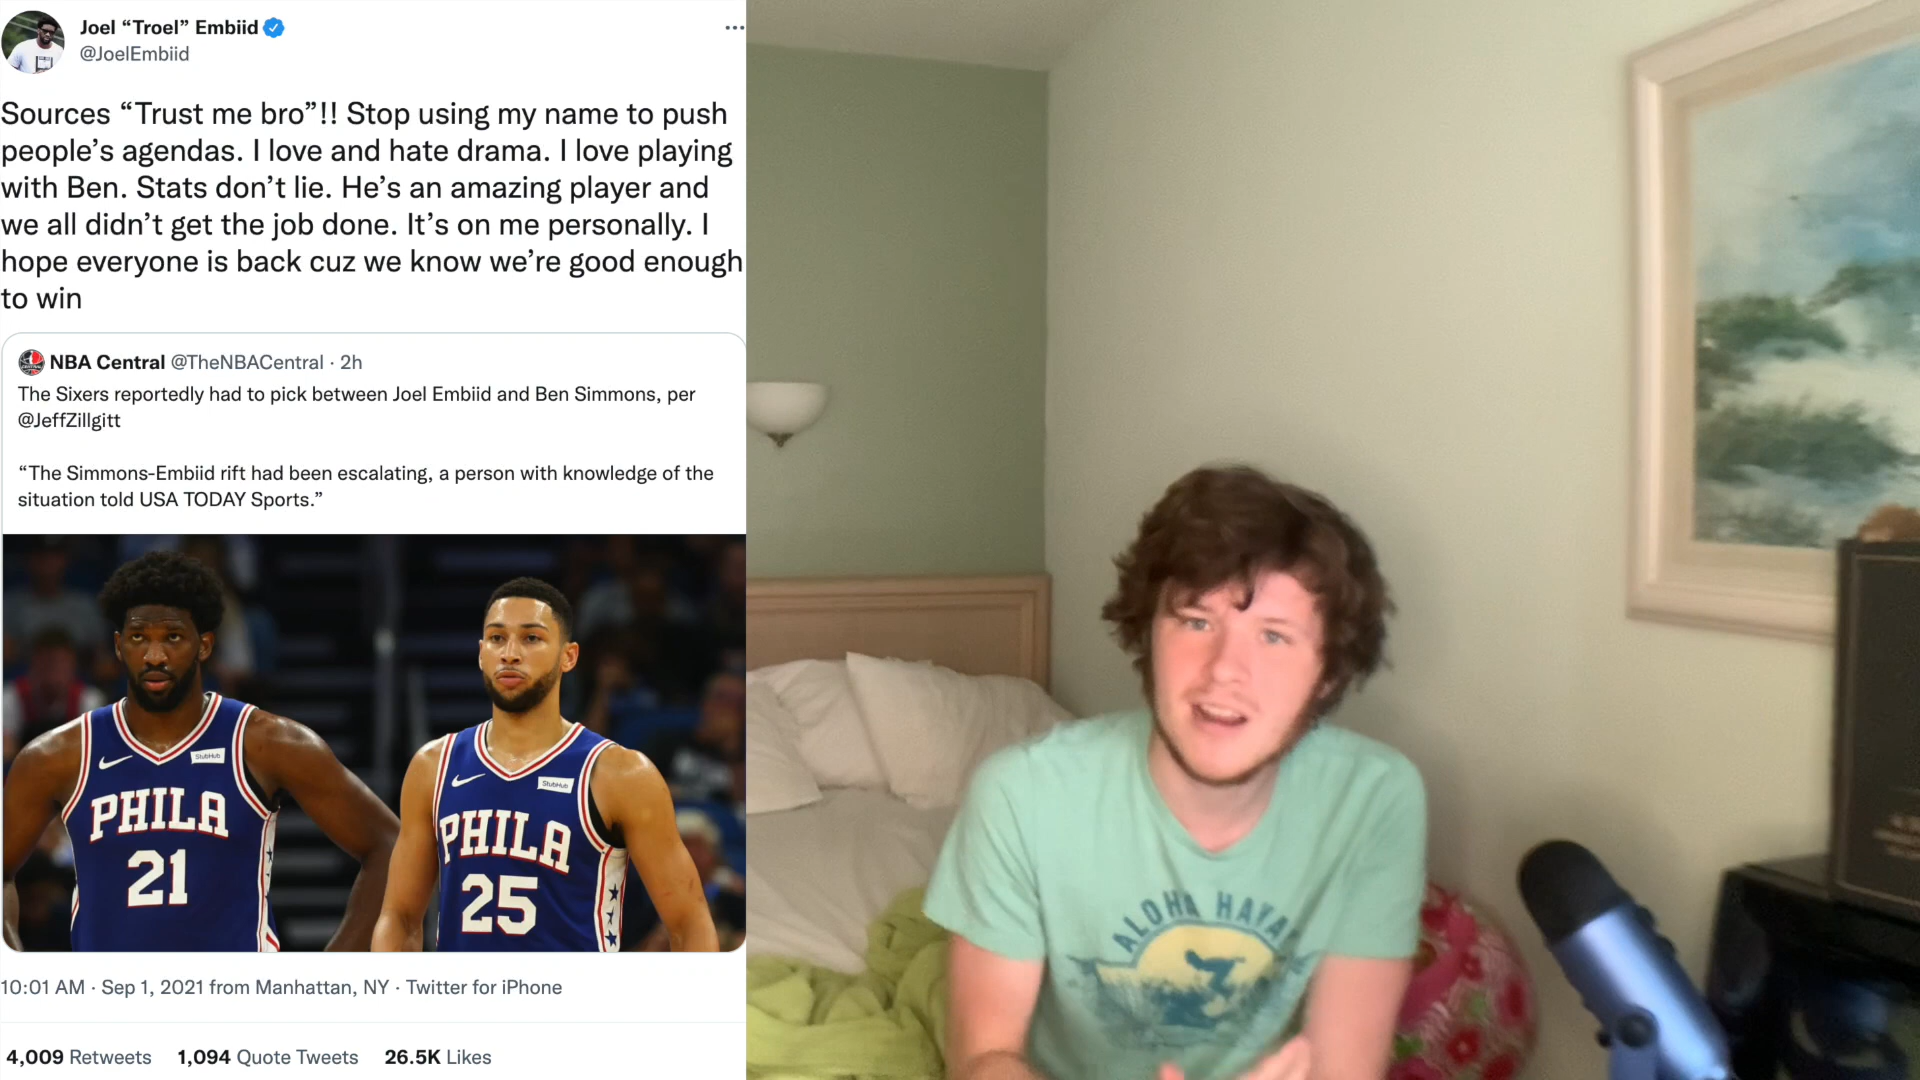 Joel “Troel” Embiid
@JoelEmbiid
Sources “Trust me bro”!! Stop using my name to push
people’s agendas. I love and hate drama. I love playing
with Ben. Stats don’t lie. He’s an amazing player and
we all didn’t get the job done. It’s on me personally. I
hope everyone is back cuz we know we’re good enough
to win
NBA Central @TheNBACentral · 2h
The Sixers reportedly had to pick between Joel Embiid and Ben Simmons, per
@JeffZillgitt
“The Simmons-Embiid rift had been escalating, a person with knowledge of the
situation told USA TODAY Sports.”
StubHub
PHILA
21
StubHub
PHILA
25
10:01 AM · Sep 1, 2021 from Manhattan, NY · Twitter for iPhone
4,009 Retweets 1,094 Quote Tweets 26.5K Likes
ALOHA